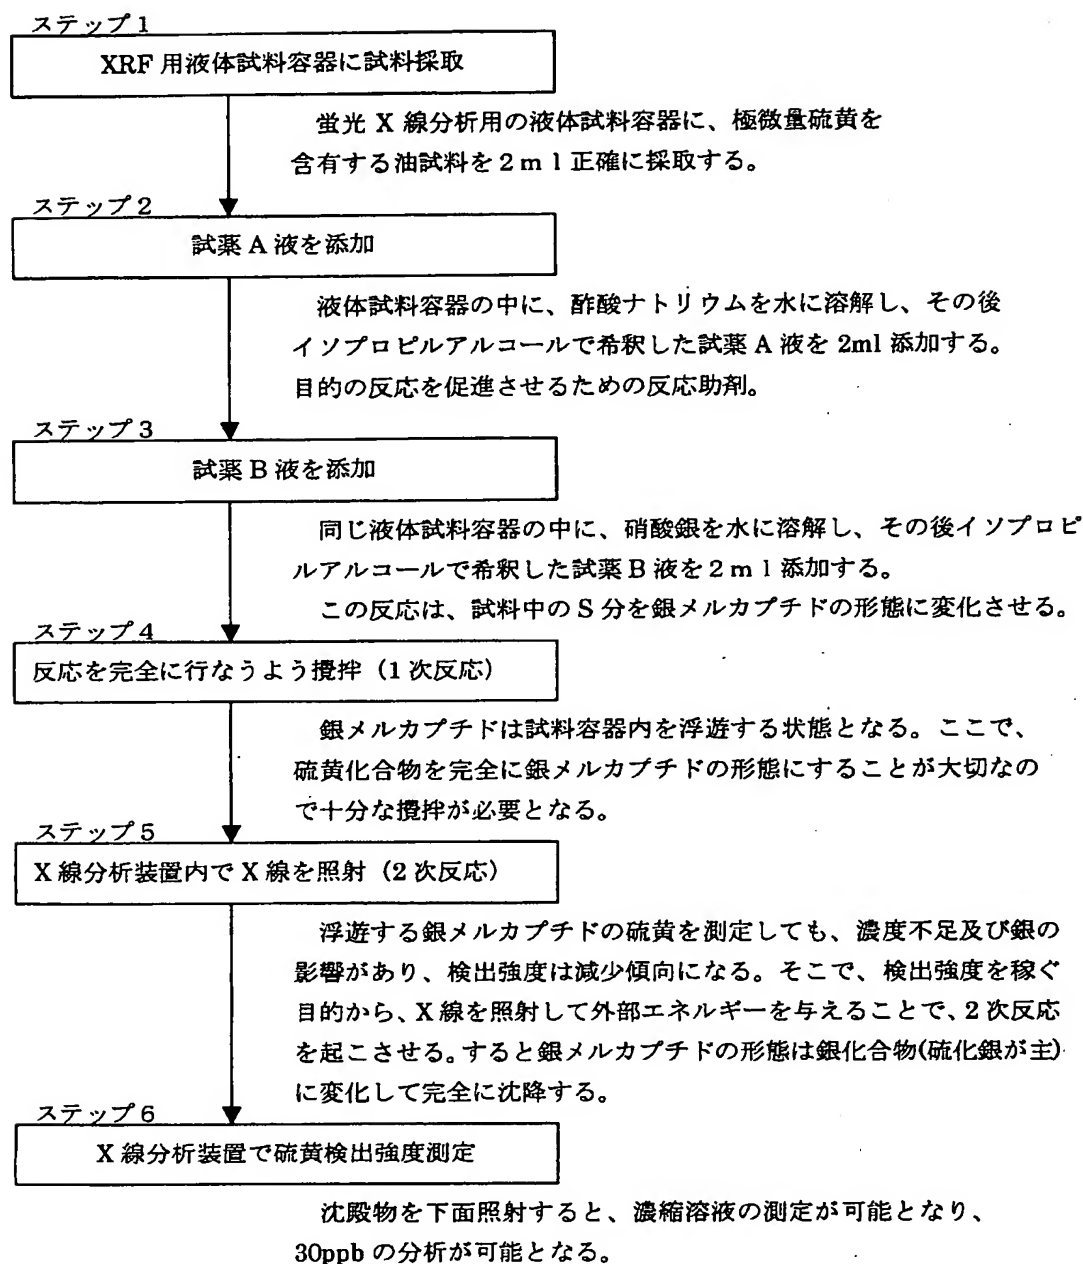 ステップ1
XRF 用液体試料容器に試料採取
蛍光 X 線分析用の液体試料容器に、極微量硫黄を
含有する油試料を2ml正確に採取する。
ステップ2
試薬 A 液を添加
液体試料容器の中に、酢酸ナトリウムを水に溶解し、その後
イソプロピルアルコールで希釈した試薬 A 液を 2ml 添加する。
目的の反応を促進させるための反応助剤。
ステップ3
試薬 B 液を添加
同じ液体試料容器の中に、硝酸銀を水に溶解し、その後イソプロピ
ルアルコールで希釈した試薬 B 液を2ml添加する。
この反応は、試料中の S 分を銀メルカプチドの形態に変化させる。
ステップ4
反応を完全に行なうよう攪拌（1 次反応）
銀メルカプチドは試料容器内を浮遊する状態となる。ここで、
硫黄化合物を完全に銀メルカプチドの形態にすることが大切なの
で十分な攪拌が必要となる。
ステップ5
X 線分析装置内で X 線を照射（2 次反応）
浮遊する銀メルカプチドの硫黄を測定しても、濃度不足及び銀の
影響があり、検出強度は減少傾向になる。そこで、検出強度を稼ぐ
目的から、X 線を照射して外部エネルギーを与えることで、2 次反応
を起こさせる。すると銀メルカプチドの形態は銀化合物(硫化銀が主)
に変化して完全に沈降する。
ステップ6
X 線分析装置で硫黄検出強度測定
沈殿物を下面照射すると、濃縮溶液の測定が可能となり、
30ppb の分析が可能となる。